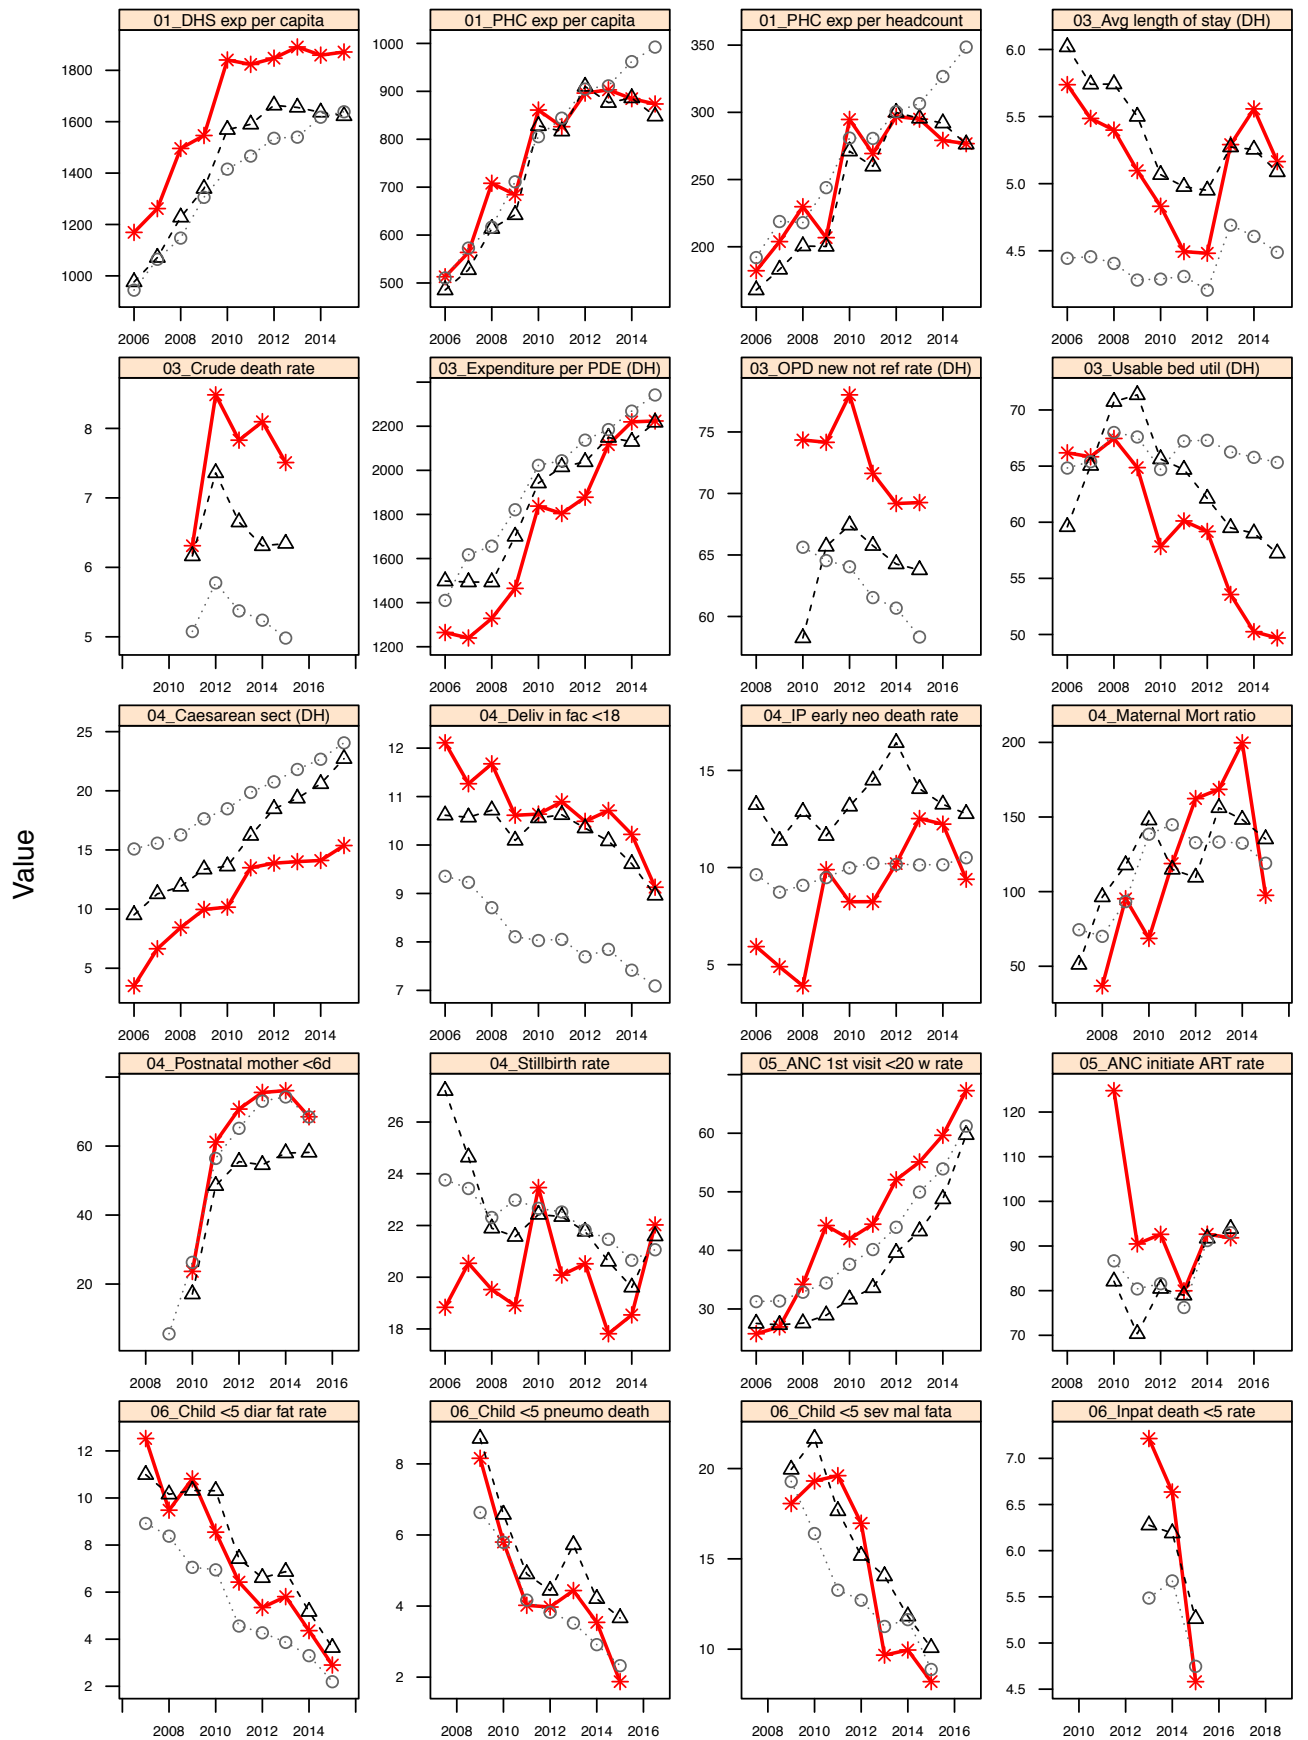 01_DHS exp per capita
1800
1600
1400
1200
1000
2006 2008 2010 2012 2014
01_PHC exp per capita
1000
900
800
700
600
500
2006 2008 2010 2012 2014
01_PHC exp per headcount
350
300
250
200
2006 2008 2010 2012 2014
03_Avg length of stay (DH)
6.0
5.5
5.0
4.5
2006 2008 2010 2012 2014
03_Crude death rate
8
7
6
5
2010 2012 2014 2016
03_Expenditure per PDE (DH)
2200
2000
1800
1600
1400
1200
2006 2008 2010 2012 2014
03_OPD new not ref rate (DH)
75
70
65
60
2008 2010 2012 2014 2016
03_Usable bed util (DH)
70
65
60
55
50
2006 2008 2010 2012 2014
Value
04_Caesarean sect (DH)
25
20
15
10
5
2006 2008 2010 2012 2014
04_Deliv in fac <18
12
11
10
9
8
7
2006 2008 2010 2012 2014
04_IP early neo death rate
15
10
5
2006 2008 2010 2012 2014
04_Maternal Mort ratio
200
150
100
50
2008 2010 2012 2014
04_Postnatal mother <6d
60
40
20
2008 2010 2012 2014 2016
04_Stillbirth rate
26
24
22
20
18
2006 2008 2010 2012 2014
05_ANC 1st visit <20 w rate
60
50
40
30
2006 2008 2010 2012 2014
05_ANC initiate ART rate
120
110
100
90
80
70
2008 2010 2012 2014 2016 2018
06_Child <5 diar fat rate
12
10
8
6
4
2
2008 2010 2012 2014
06_Child <5 pneumo death
8
6
4
2
2008 2010 2012 2014 2016
06_Child <5 sev mal fata
20
15
10
2008 2010 2012 2014 2016
06_Inpat death <5 rate
7.0
6.5
6.0
5.5
5.0
4.5
2010 2012 2014 2016 2018